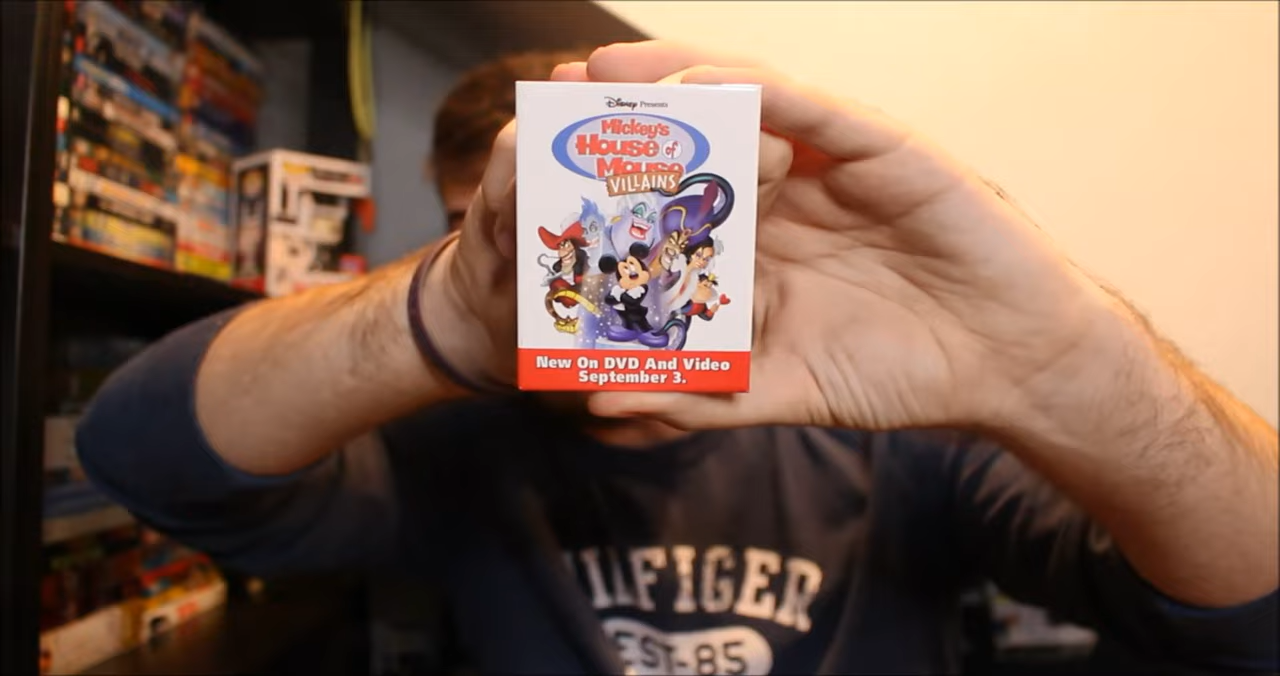 Disney Presents
Mickey's
House of
Mouse
VILLAINS
New On DVD And Video
September 3.
HILFIGER
EST-85